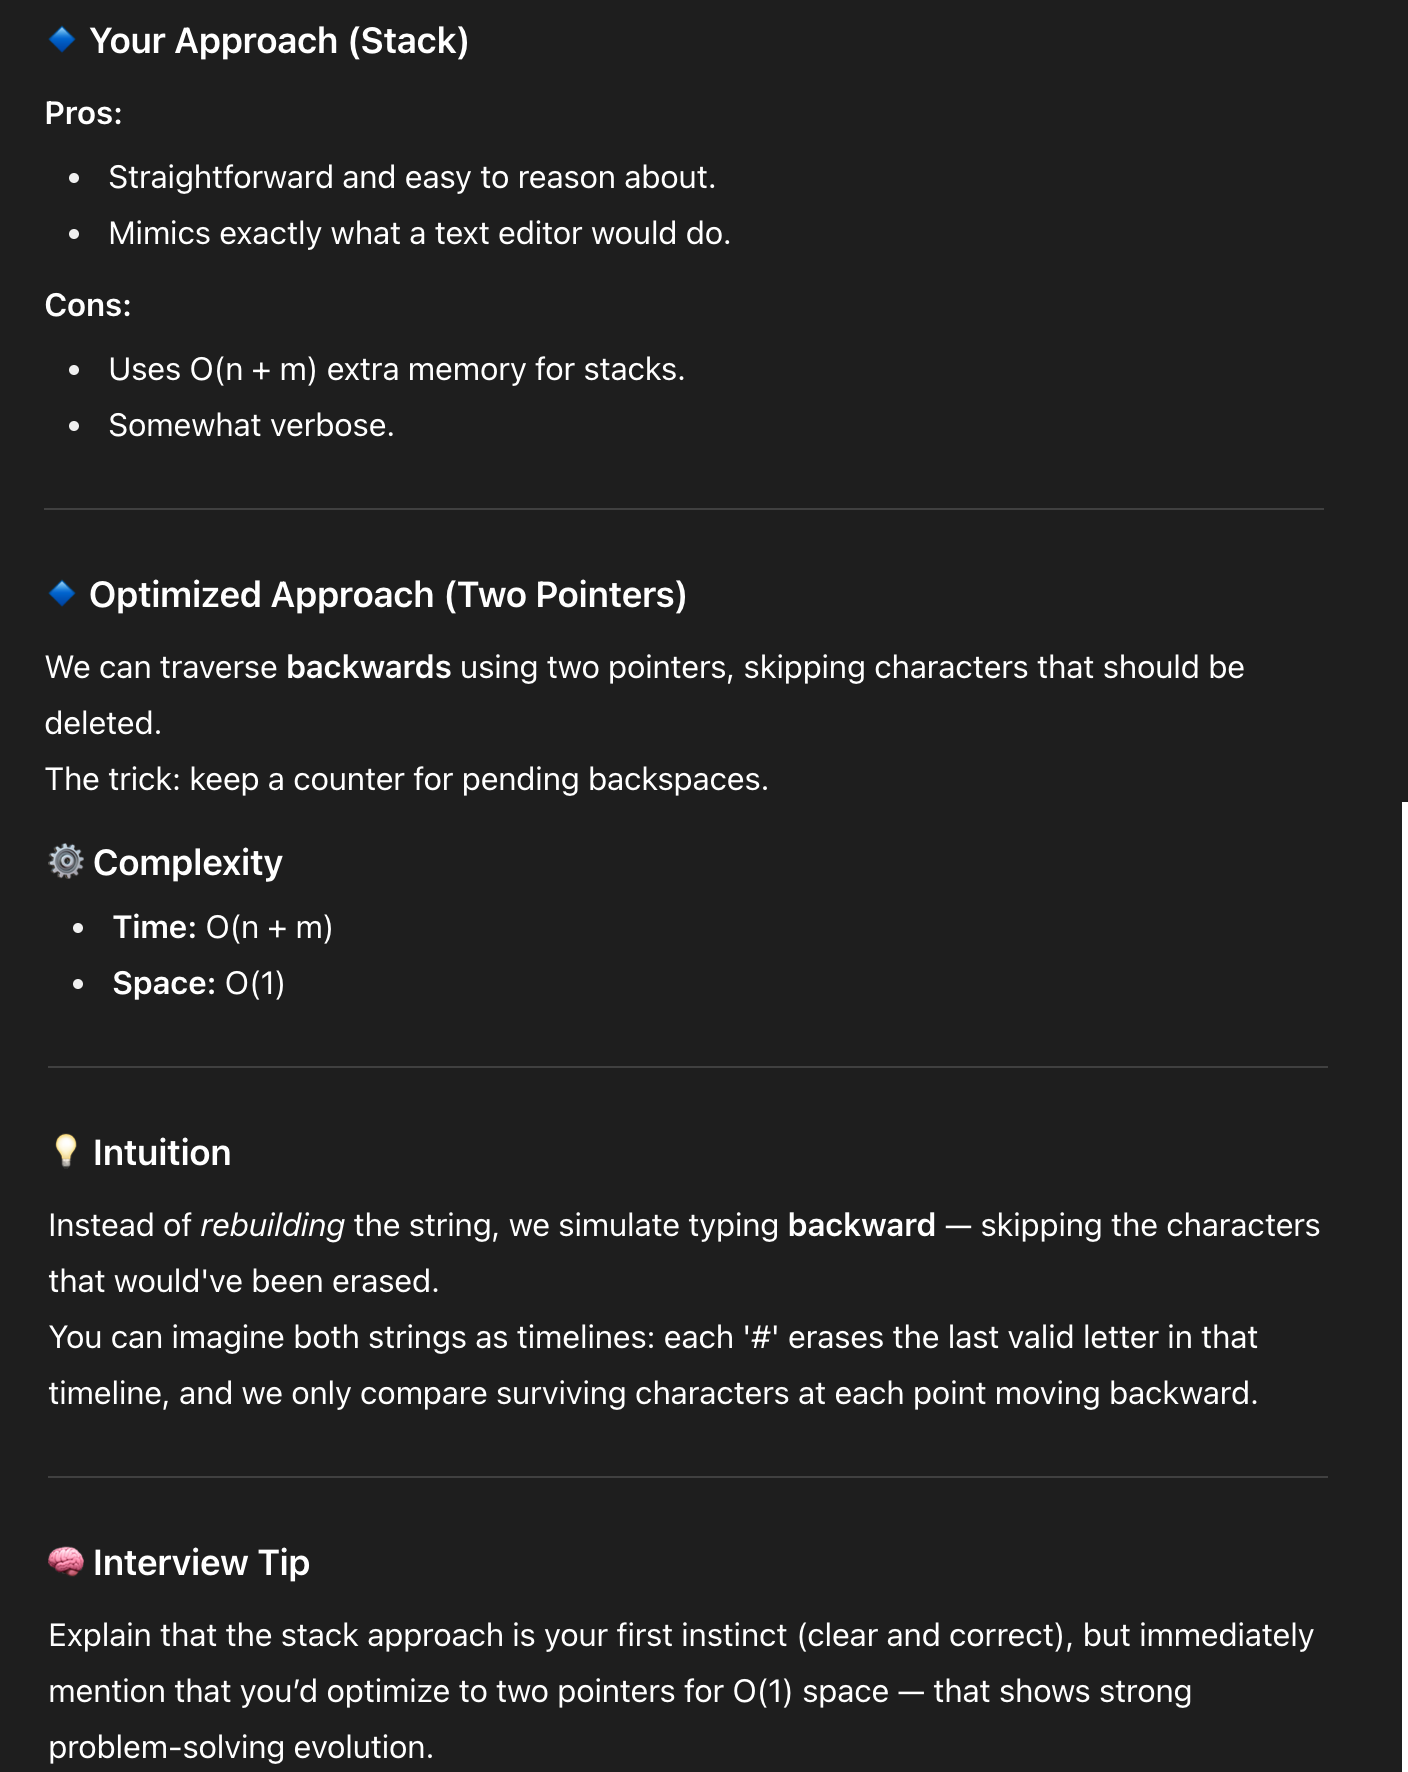 🔹 Your Approach (Stack)
Pros:
• Straightforward and easy to reason about.
• Mimics exactly what a text editor would do.
Cons:
• Uses O(n + m) extra memory for stacks.
• Somewhat verbose.
🔹 Optimized Approach (Two Pointers)
We can traverse backwards using two pointers, skipping characters that should be
deleted.
The trick: keep a counter for pending backspaces.
⚙️ Complexity
• Time: O(n + m)
• Space: O(1)
💡 Intuition
Instead of rebuilding the string, we simulate typing backward — skipping the characters
that would've been erased.
You can imagine both strings as timelines: each '#' erases the last valid letter in that
timeline, and we only compare surviving characters at each point moving backward.
🧠 Interview Tip
Explain that the stack approach is your first instinct (clear and correct), but immediately
mention that you’d optimize to two pointers for O(1) space — that shows strong
problem-solving evolution.